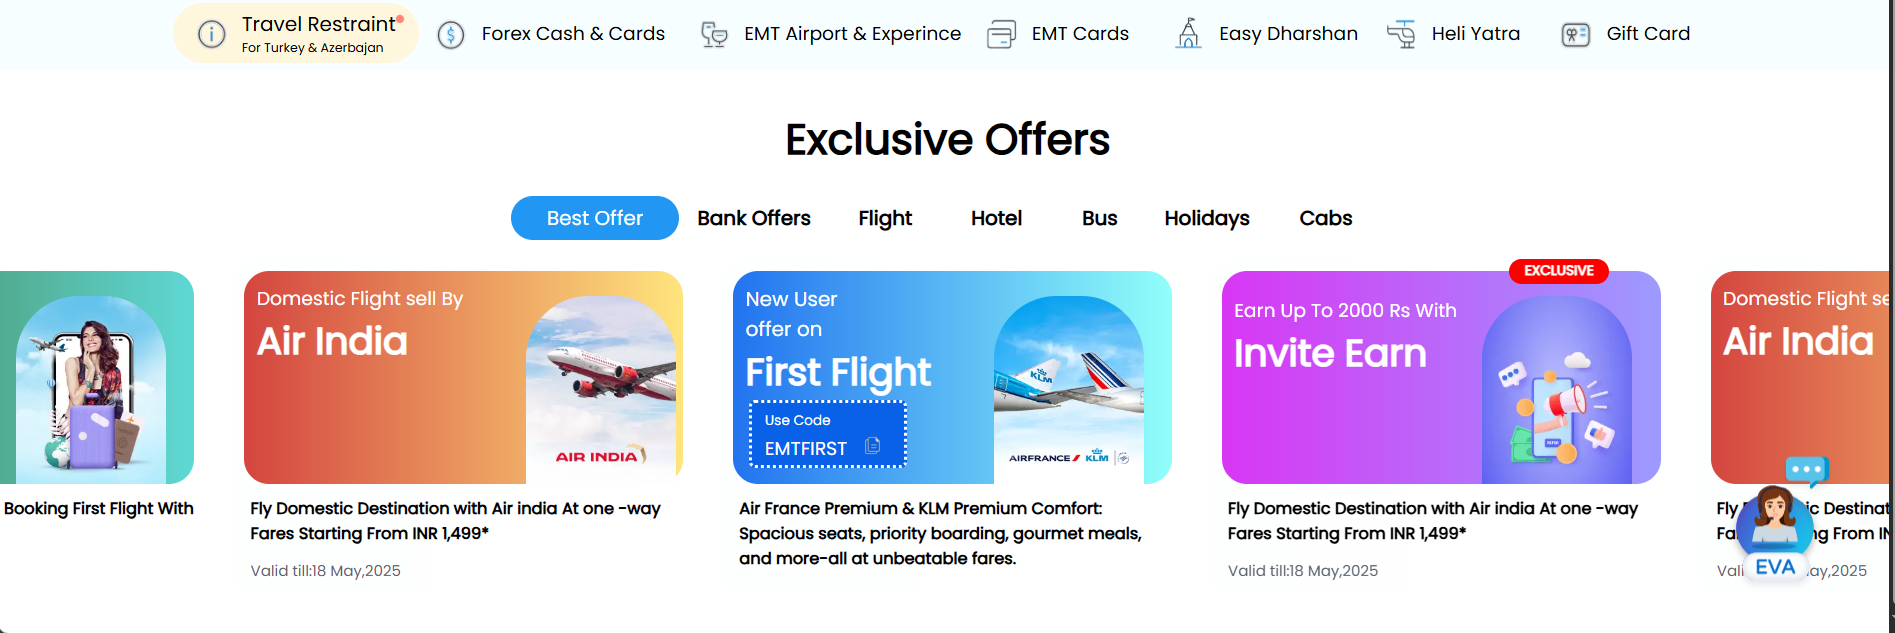 Travel Restraint
For Turkey & Azerbajan
Forex Cash & Cards
EMT Airport & Experince
EMT Cards
Easy Dharshan
Heli Yatra
Gift Card
Exclusive Offers
Best Offer
Bank Offers
Flight
Hotel
Bus
Holidays
Cabs
Booking First Flight With
Domestic Flight sell By
Air India
AIR INDIA
Fly Domestic Destination with Air india At one -way
Fares Starting From INR 1,499*
Valid till:18 May,2025
New User
offer on
First Flight
Use Code
EMTFIRST
KLM
AIRFRANCE KLM
Air France Premium & KLM Premium Comfort:
Spacious seats, priority boarding, gourmet meals,
and more-all at unbeatable fares.
EXCLUSIVE
Earn Up To 2000 Rs With
Invite Earn
Fly Domestic Destination with Air india At one -way
Fares Starting From INR 1,499*
Valid till:18 May,2025
Domestic Flight se
Air India
Fly Destinat
ng From IN
ay,2025
EVA